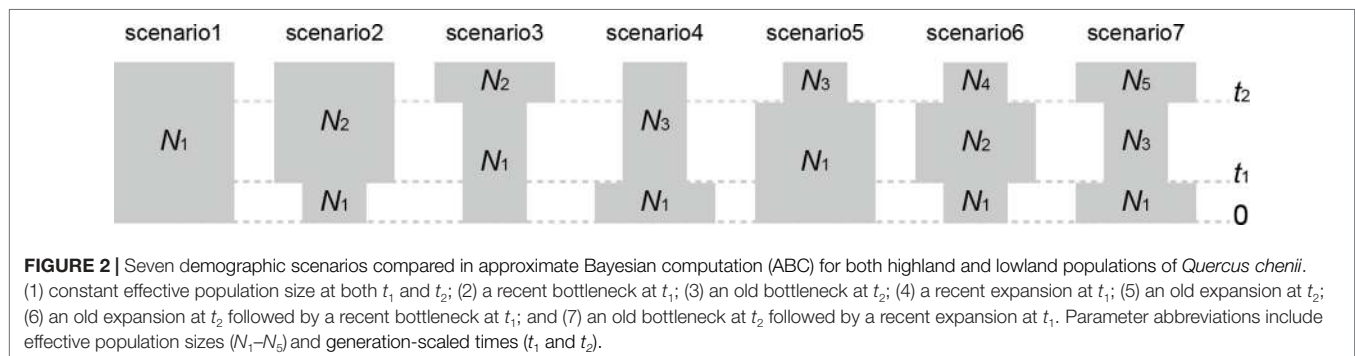 scenario1 scenario2 scenario3 scenario4 scenario5 scenario6 scenario7
N2 N3 N4 N5
t2
N1 N2 N1 N3 N1 N2 N3
t1
N1 N1 N1 N1
0
FIGURE 2 | Seven demographic scenarios compared in approximate Bayesian computation (ABC) for both highland and lowland populations of Quercus chenii.
(1) constant effective population size at both t1 and t2; (2) a recent bottleneck at t1; (3) an old bottleneck at t2; (4) a recent expansion at t1; (5) an old expansion at t2;
(6) an old expansion at t2 followed by a recent bottleneck at t1; and (7) an old bottleneck at t2 followed by a recent expansion at t1. Parameter abbreviations include
effective population sizes (N1–N5) and generation-scaled times (t1 and t2).